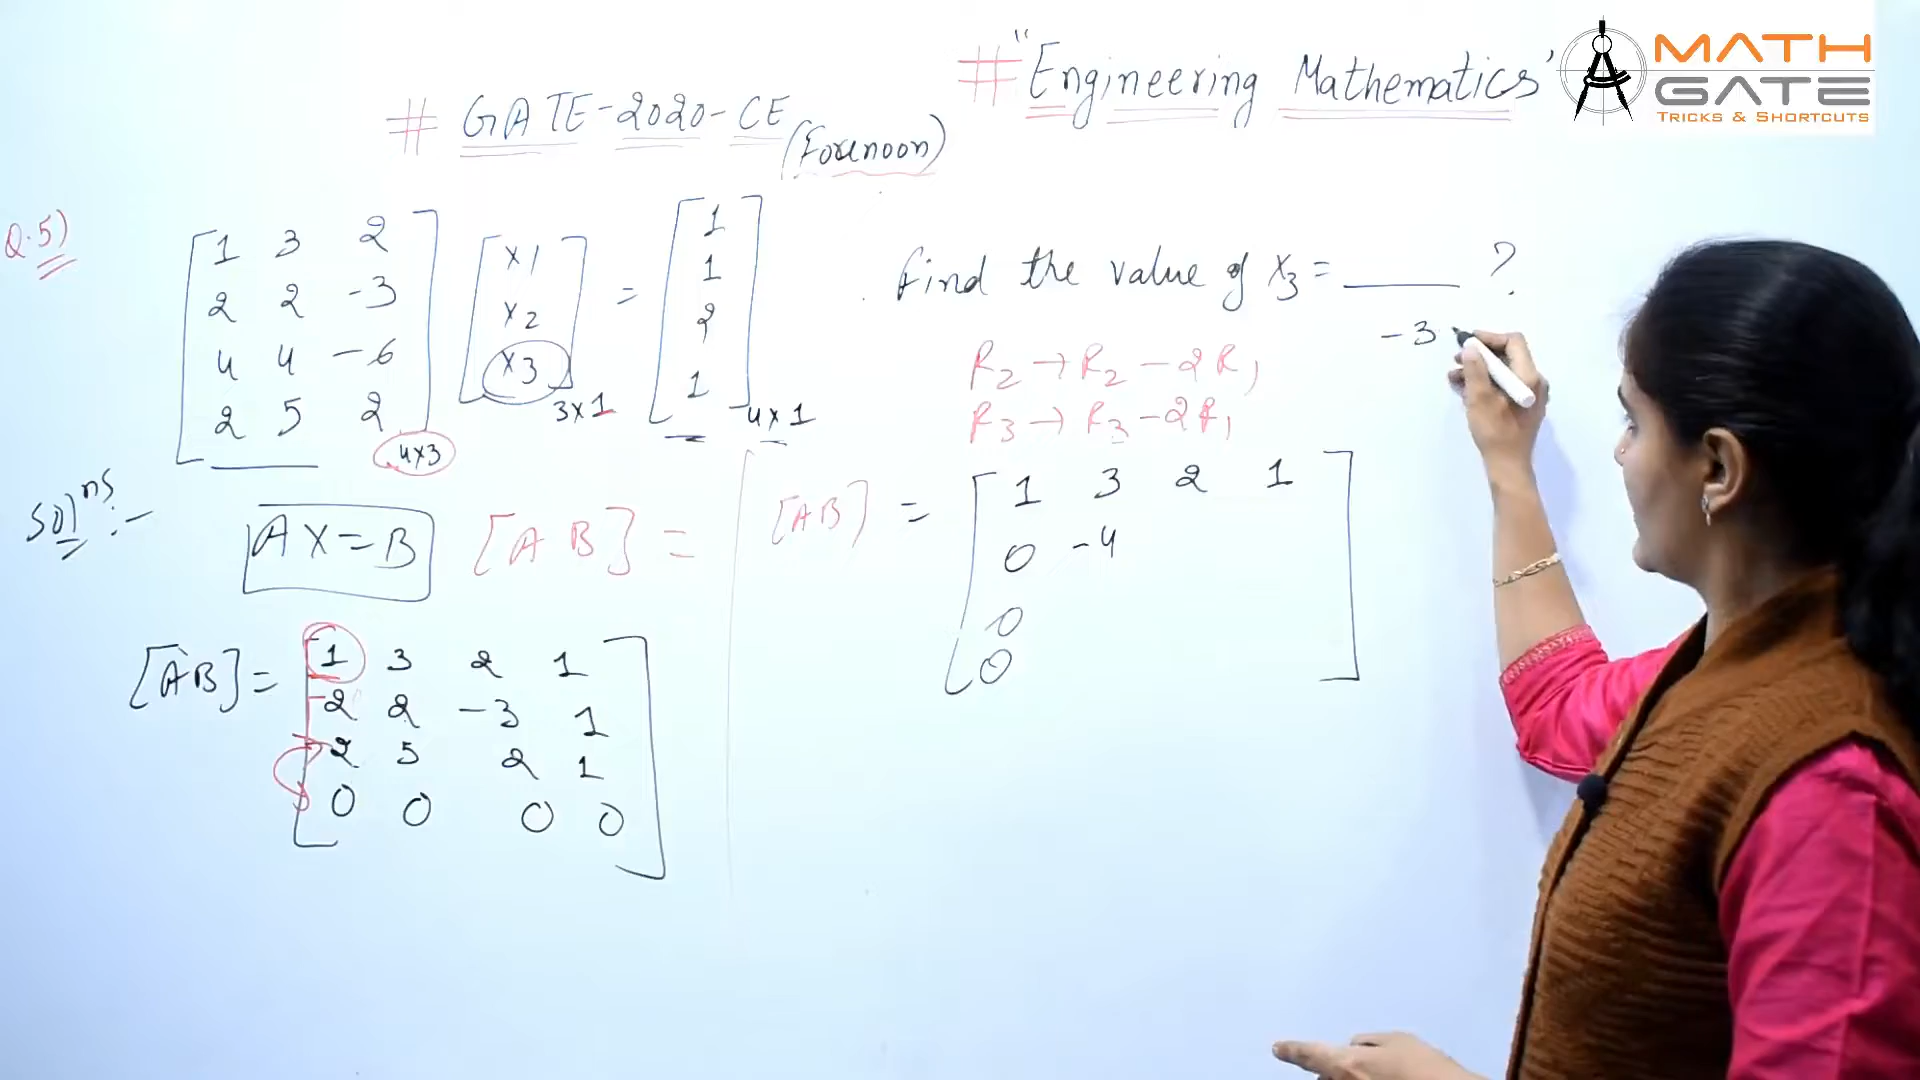 # "Engineering Mathematics'
MATH
GATE
TRICKS & SHORTCUTS
# GATE-2020-CE
(Forenoon)
Q.5)
[1 3 2
2 2 -3
4 4 -6
2 5 2] 4x3
[x1
x2
x3] 3x1
=
[1
1
2
1] 4x1
Find the value of x3 = ____ ?
-3
R2 → R2 - 2R1
R3 → R3 - 2R1
Sol ns :-
AX=B
[AB] =
[AB] =
[1 3 2 1
0 -4
0
0]
[AB] =
[1 3 2 1
2 2 -3 1
2 5 2 1
0 0 0 0]